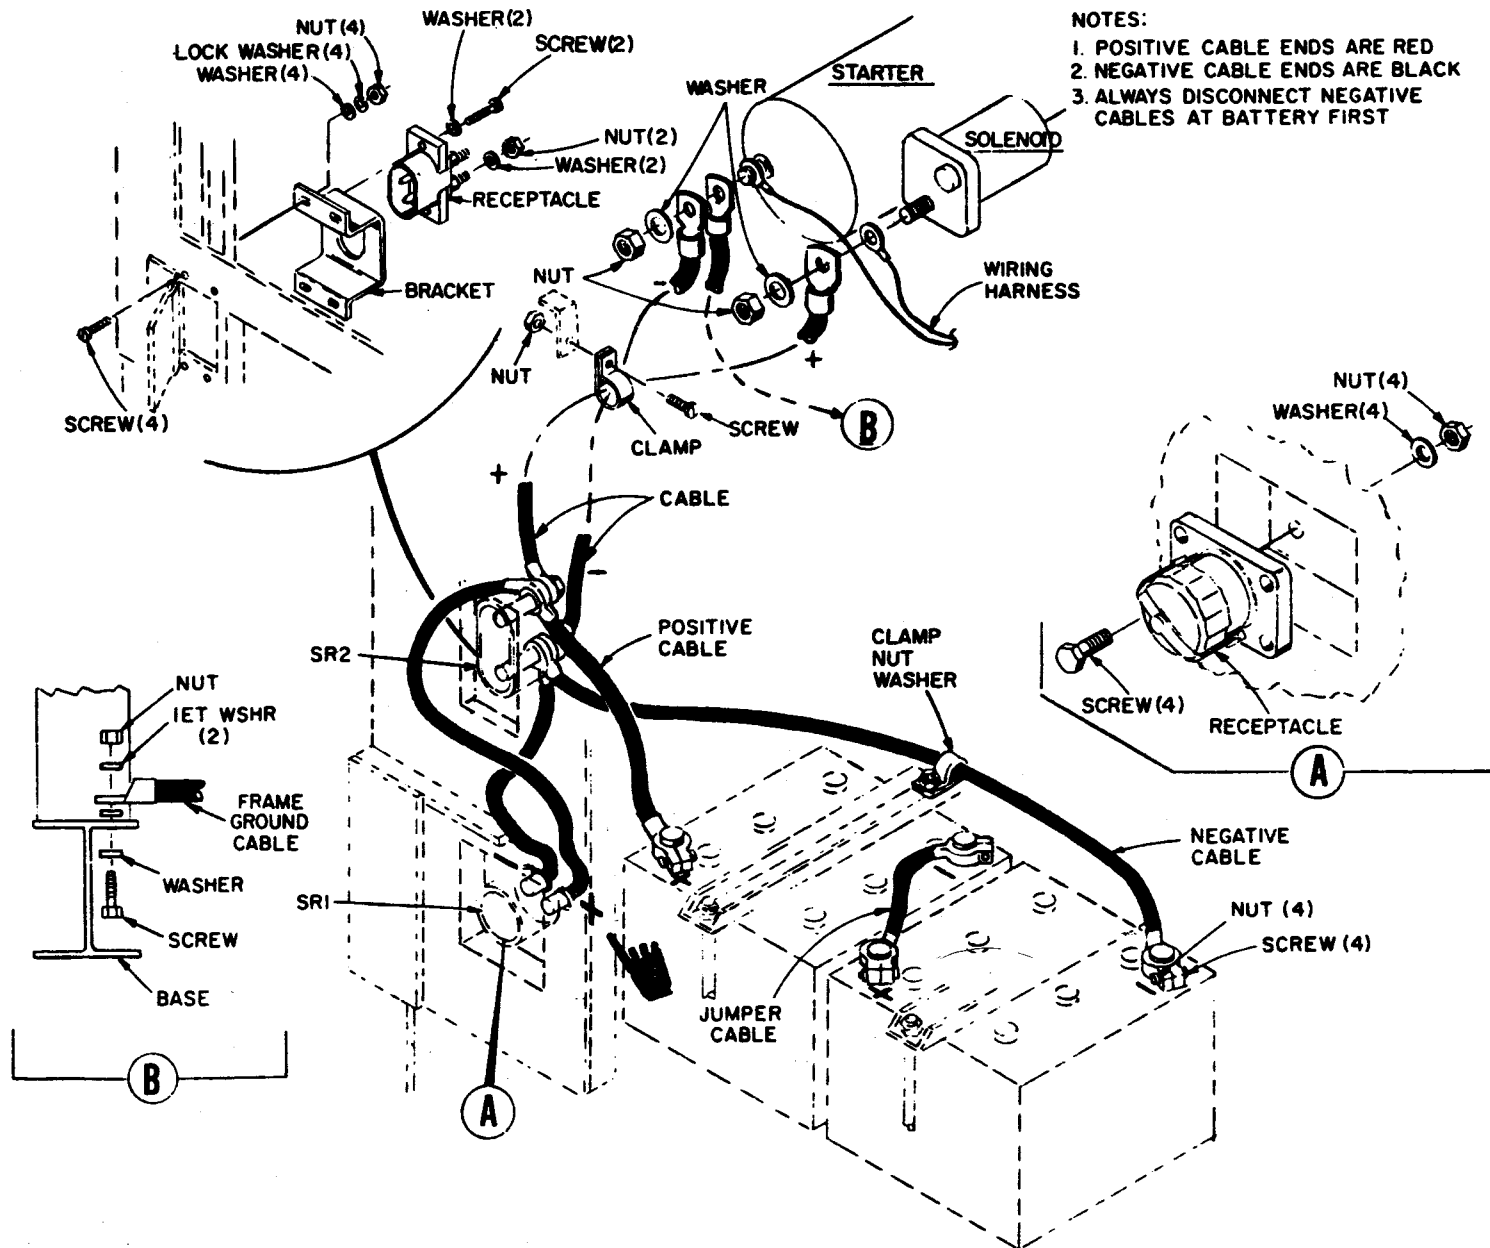 NOTES:
1. POSITIVE CABLE ENDS ARE RED
2. NEGATIVE CABLE ENDS ARE BLACK
3. ALWAYS DISCONNECT NEGATIVE
CABLES AT BATTERY FIRST
NUT(4)
LOCK WASHER(4)
WASHER(4)
WASHER(2)
SCREW(2)
NUT(2)
WASHER(2)
RECEPTACLE
BRACKET
SCREW(4)
WASHER
STARTER
SOLENOID
NUT
WIRING
HARNESS
-
+
NUT
CLAMP
SCREW
B
+
CABLE
-
NUT(4)
WASHER(4)
SCREW(4)
RECEPTACLE
A
SR2
POSITIVE
CABLE
CLAMP
NUT
WASHER
NUT
IET WSHR
(2)
FRAME
GROUND
CABLE
WASHER
SCREW
BASE
B
SR1
-
+
A
+
-
NEGATIVE
CABLE
NUT (4)
SCREW (4)
JUMPER
CABLE
+
-